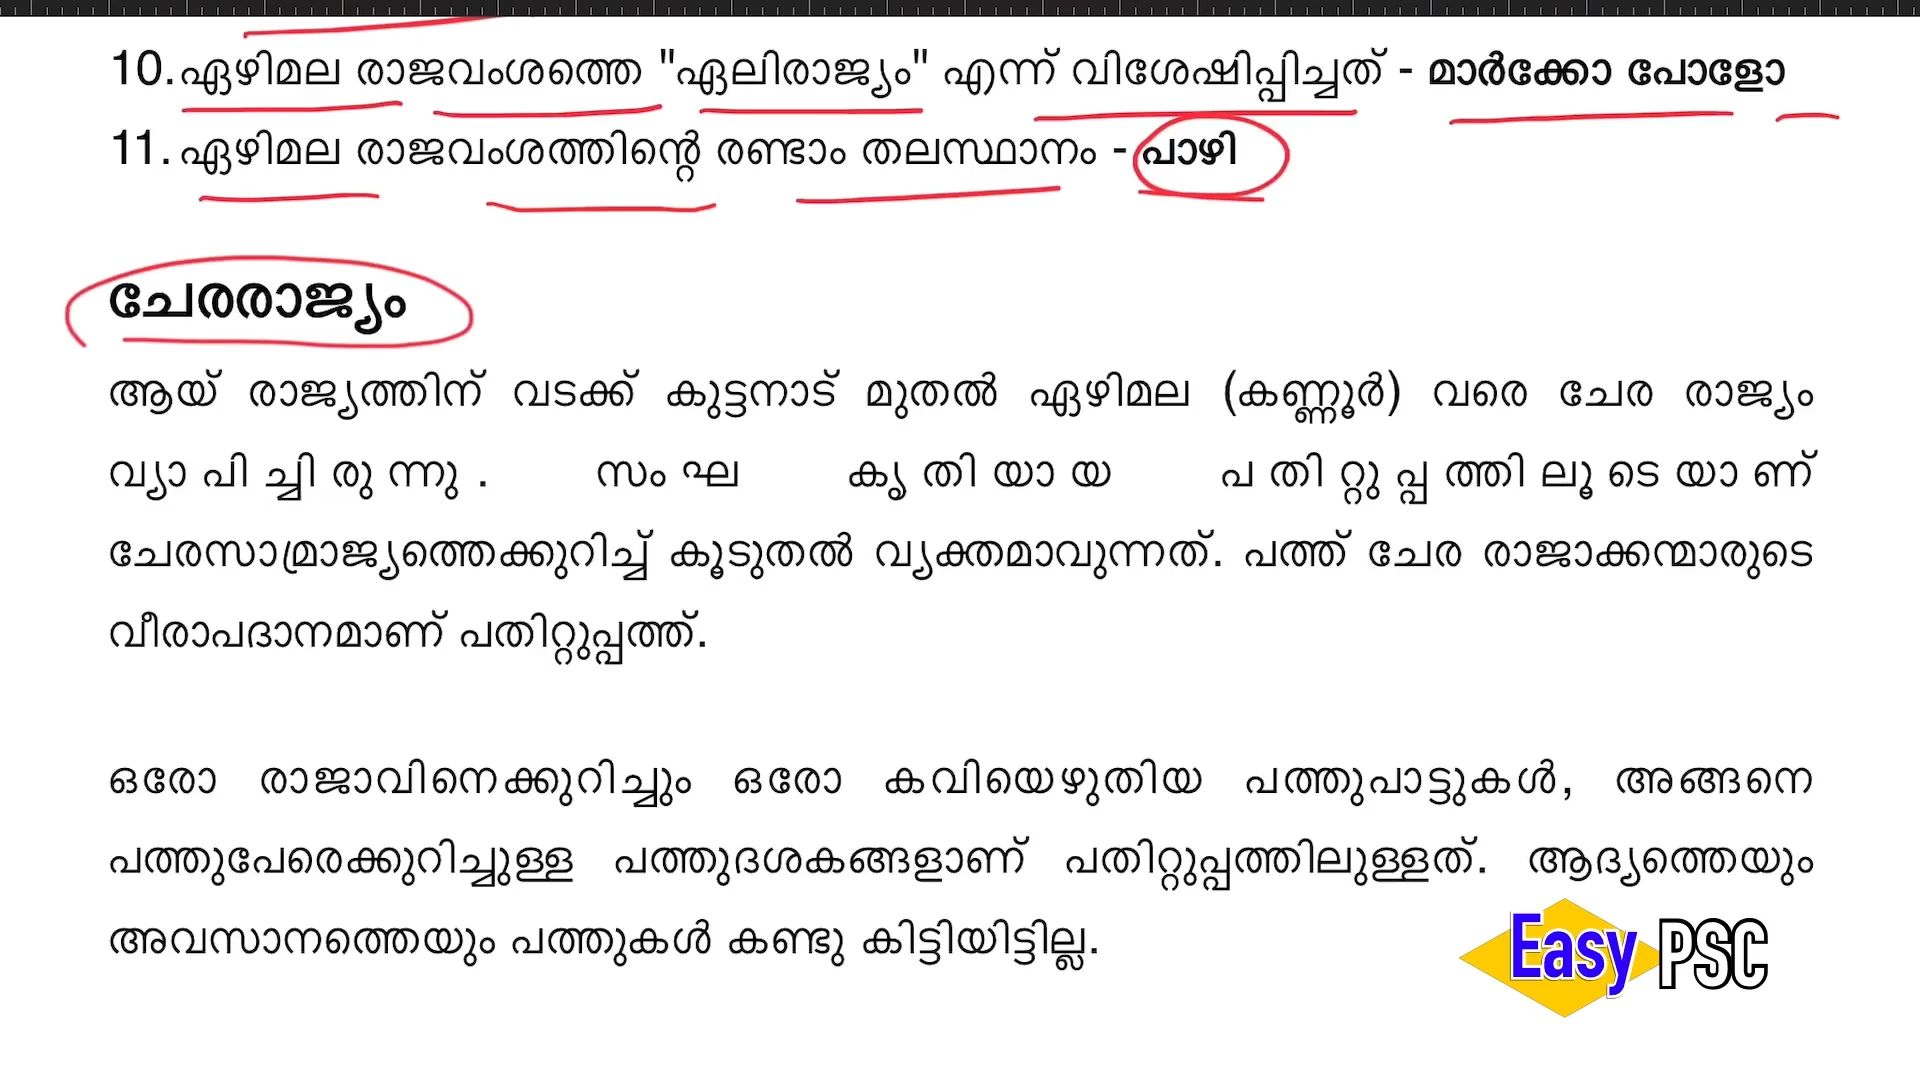 10. ഏഴിമല രാജവംശത്തെ "ഏലിരാജ്യം" എന്ന് വിശേഷിപ്പിച്ചത് - മാർക്കോ പോളോ
11. ഏഴിമല രാജവംശത്തിന്റെ രണ്ടാം തലസ്ഥാനം - പാഴി
ചേരരാജ്യം
ആയ് രാജ്യത്തിന് വടക്ക് കുട്ടനാട് മുതൽ ഏഴിമല (കണ്ണൂർ) വരെ ചേര രാജ്യം
വ്യാപിച്ചിരുന്നു. സംഘ കൃതിയായ പതിറ്റുപ്പത്തിലൂടെയാണ്
ചേരസാമ്രാജ്യത്തെക്കുറിച്ച് കൂടുതൽ വ്യക്തമാവുന്നത്. പത്ത് ചേര രാജാക്കന്മാരുടെ
വീരാപദാനമാണ് പതിറ്റുപ്പത്ത്.
ഒരോ രാജാവിനെക്കുറിച്ചും ഒരോ കവിയെഴുതിയ പത്തുപാട്ടുകൾ, അങ്ങനെ
പത്തുപേരെക്കുറിച്ചുള്ള പത്തുദശകങ്ങളാണ് പതിറ്റുപ്പത്തിലുള്ളത്. ആദ്യത്തെയും
അവസാനത്തെയും പത്തുകൾ കണ്ടു കിട്ടിയിട്ടില്ല.
Easy PSC